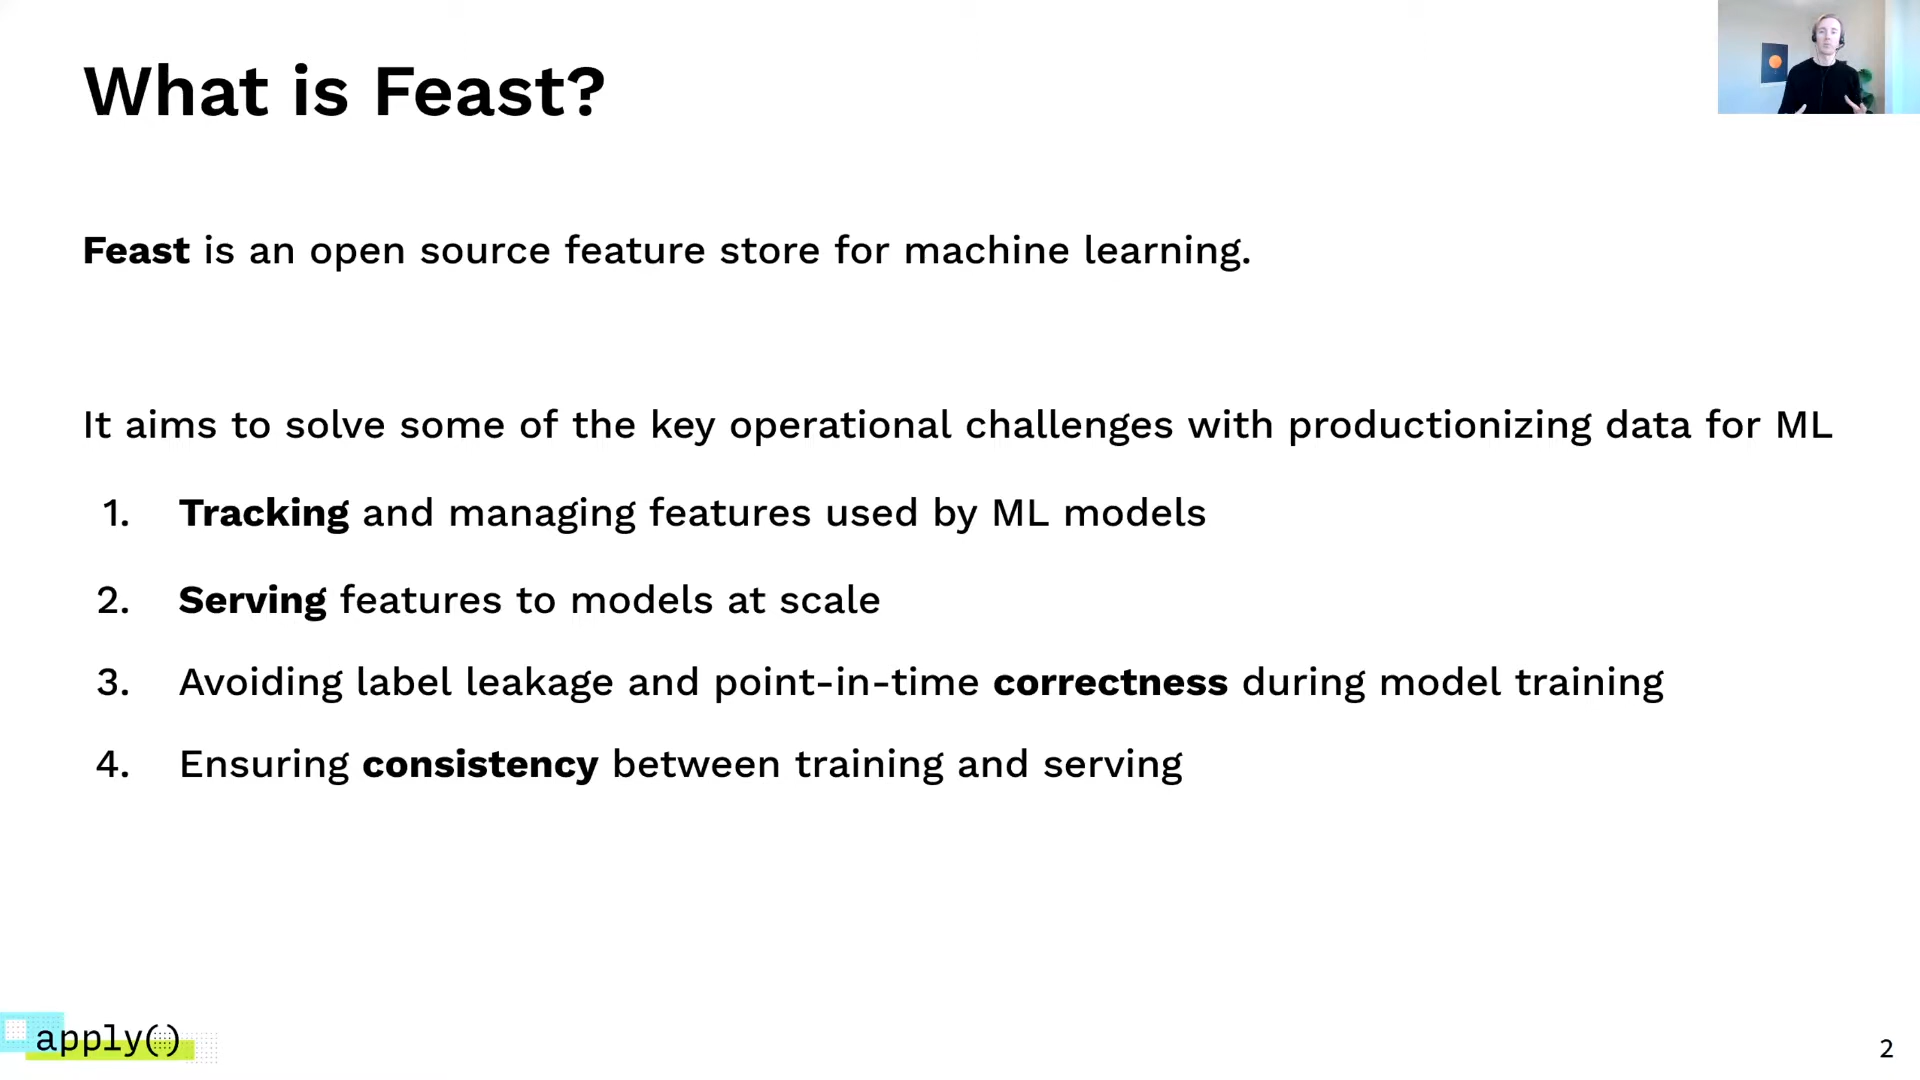 What is Feast?
Feast is an open source feature store for machine learning.
It aims to solve some of the key operational challenges with productionizing data for ML
1. Tracking and managing features used by ML models
2. Serving features to models at scale
3. Avoiding label leakage and point-in-time correctness during model training
4. Ensuring consistency between training and serving
apply()
2